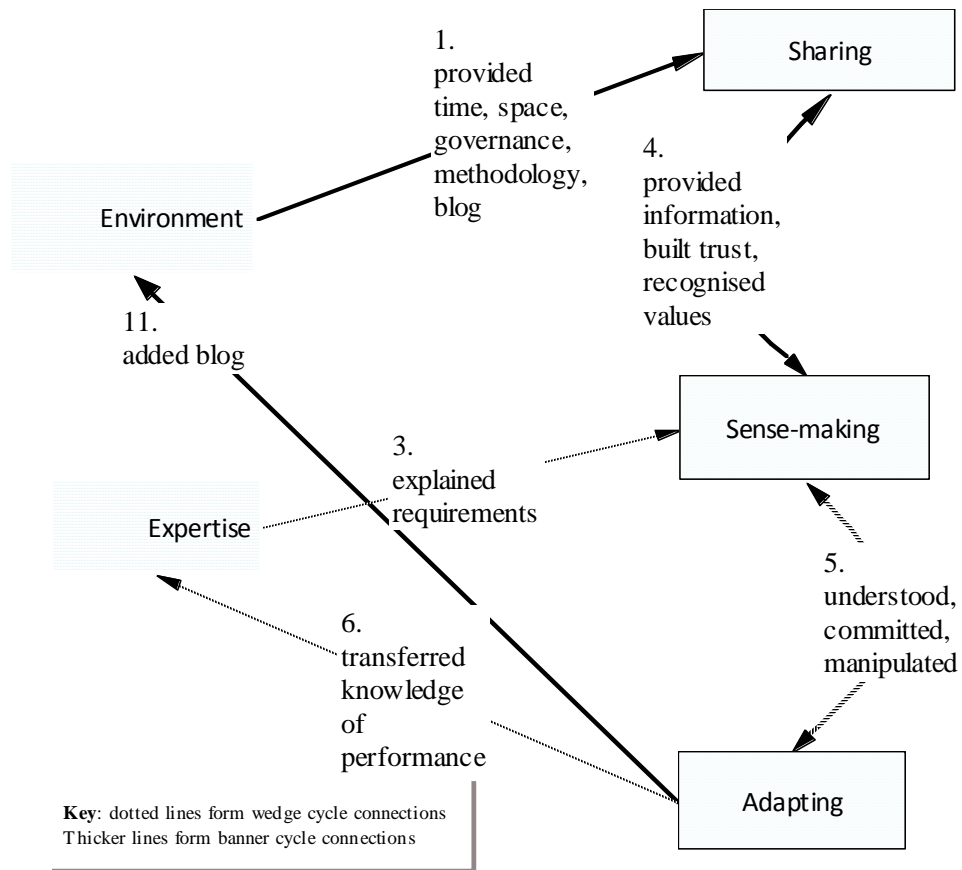 1.
provided
time, space,
governance,
methodology,
blog
Sharing
4.
provided
information,
built trust,
recognised
values
Environment
11.
added blog
Sense-making
3.
explained
requirements
Expertise
5.
understood,
committed,
manipulated
6.
transferred
knowledge
of
performance
Adapting
Key: dotted lines form wedge cycle connections
Thicker lines form banner cycle connections